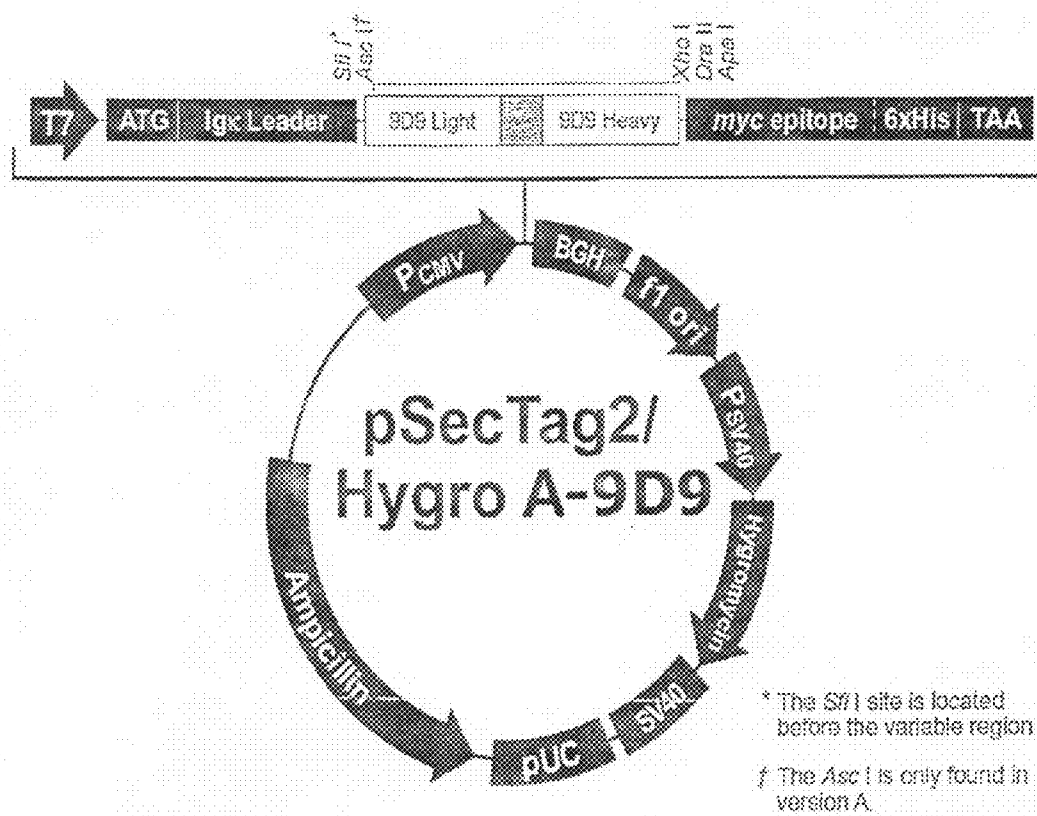 Sfi I*
Asc I†
Xho I
Dra II
Apa I
T7
ATG
Igκ Leader
9D9 Light
9D9 Heavy
myc epitope
6xHis
TAA
PCMV
BGH
f1 ori
PSV40
Hygromycin
SV40
pUC
Ampicillin
pSecTag2/
Hygro A-9D9
* The Sfi I site is located
before the variable region
† The Asc I is only found in
version A.